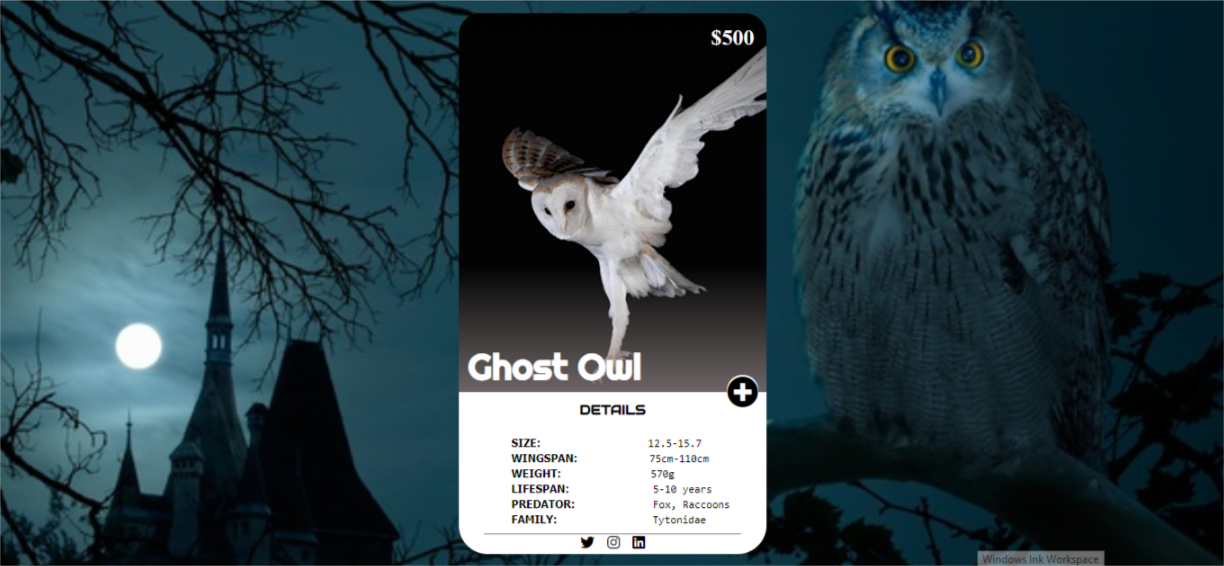 $500
Ghost Owl
DETAILS
SIZE: 12.5-15.7
WINGSPAN: 75cm-110cm
WEIGHT: 570g
LIFESPAN: 5-10 years
PREDATOR: Fox, Raccoons
FAMILY: Tytonidae
Windows Ink Workspace